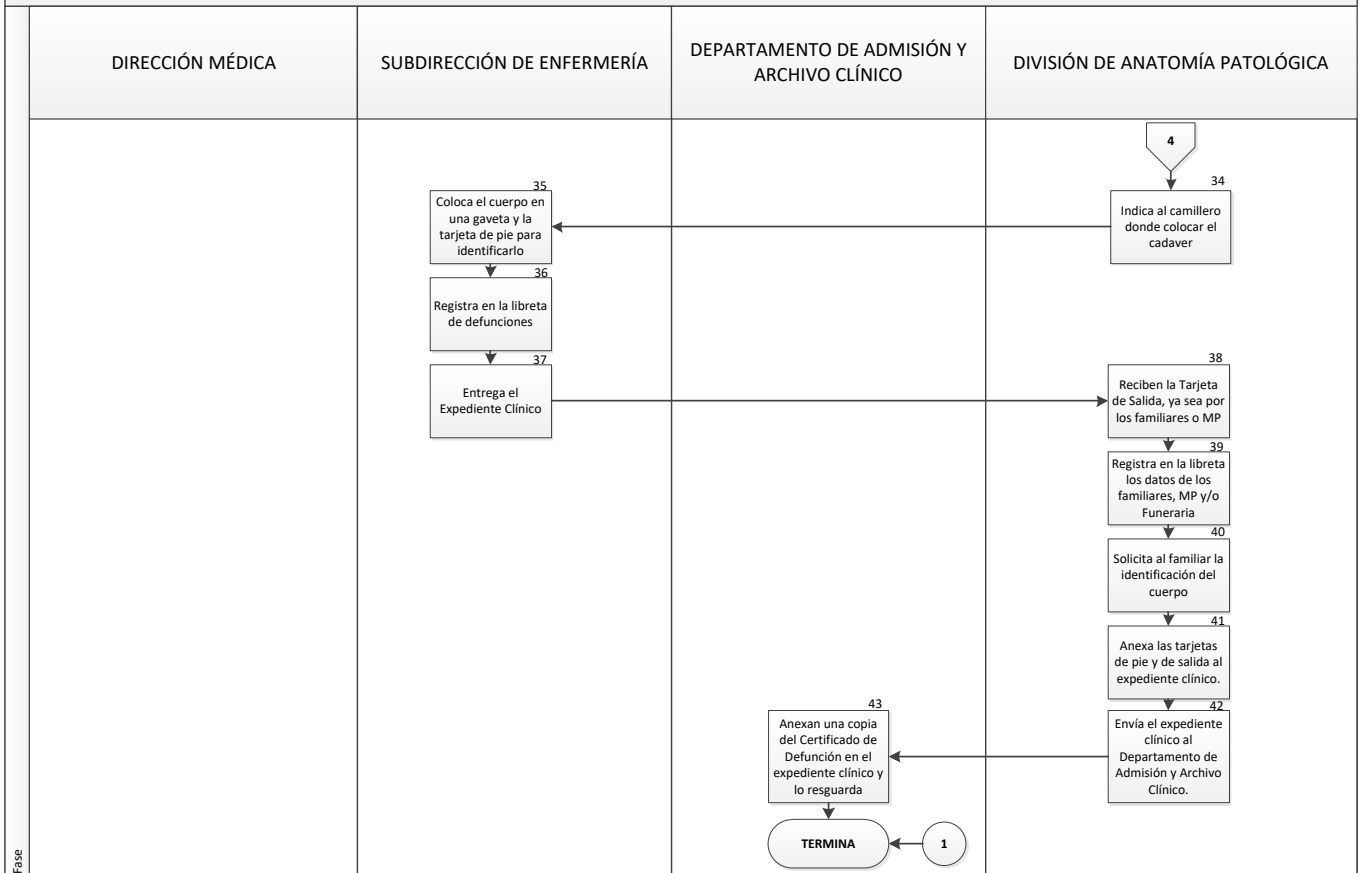 DIRECCIÓN MÉDICA
SUBDIRECCIÓN DE ENFERMERÍA
DEPARTAMENTO DE ADMISIÓN Y
ARCHIVO CLÍNICO
DIVISIÓN DE ANATOMÍA PATOLÓGICA
4
34
Indica al camillero
donde colocar el
cadaver
35
Coloca el cuerpo en
una gaveta y la
tarjeta de pie para
identificarlo
36
Registra en la libreta
de defunciones
37
Entrega el
Expediente Clínico
38
Reciben la Tarjeta
de Salida, ya sea por
los familiares o MP
39
Registra en la libreta
los datos de los
familiares, MP y/o
Funeraria
40
Solicita al familiar la
identificación del
cuerpo
41
Anexa las tarjetas
de pie y de salida al
expediente clínico.
42
Envía el expediente
clínico al
Departamento de
Admisión y Archivo
Clínico.
43
Anexan una copia
del Certificado de
Defunción en el
expediente clínico y
lo resguarda
TERMINA
1
Fase